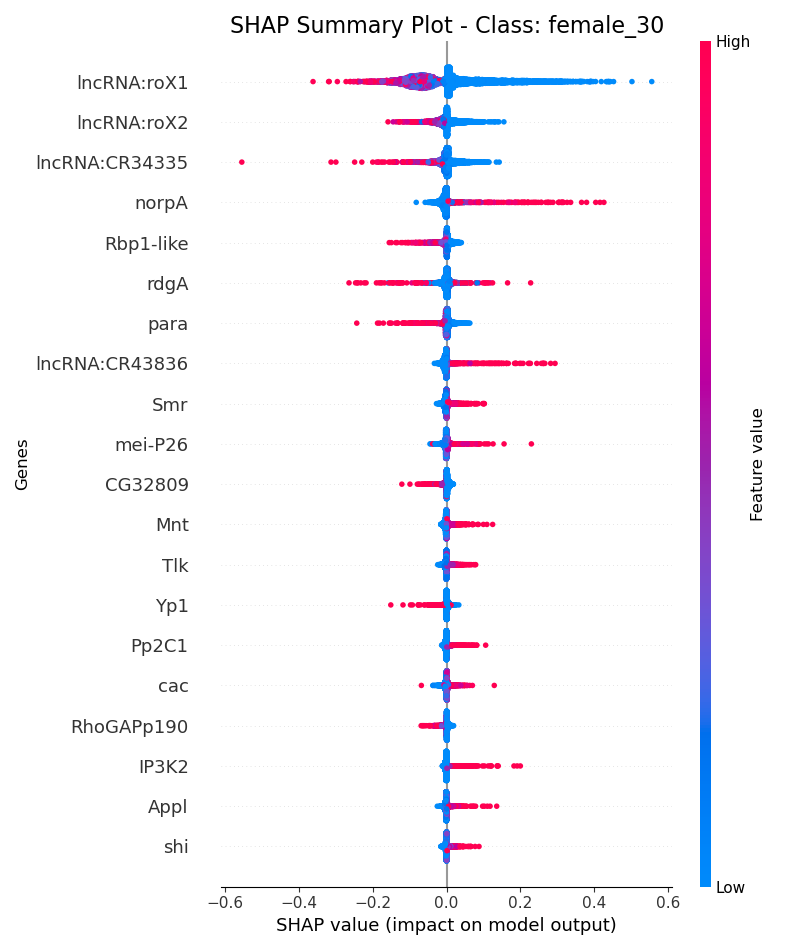 SHAP Summary Plot - Class: female_30
High
lncRNA:roX1
lncRNA:roX2
lncRNA:CR34335
norpA
Rbp1-like
rdgA
para
lncRNA:CR43836
Smr
mei-P26
CG32809
Mnt
Tlk
Yp1
Pp2C1
cac
RhoGAPp190
IP3K2
Appl
shi
Genes
Feature value
Low
−0.6 −0.4 −0.2 0.0 0.2 0.4 0.6
SHAP value (impact on model output)